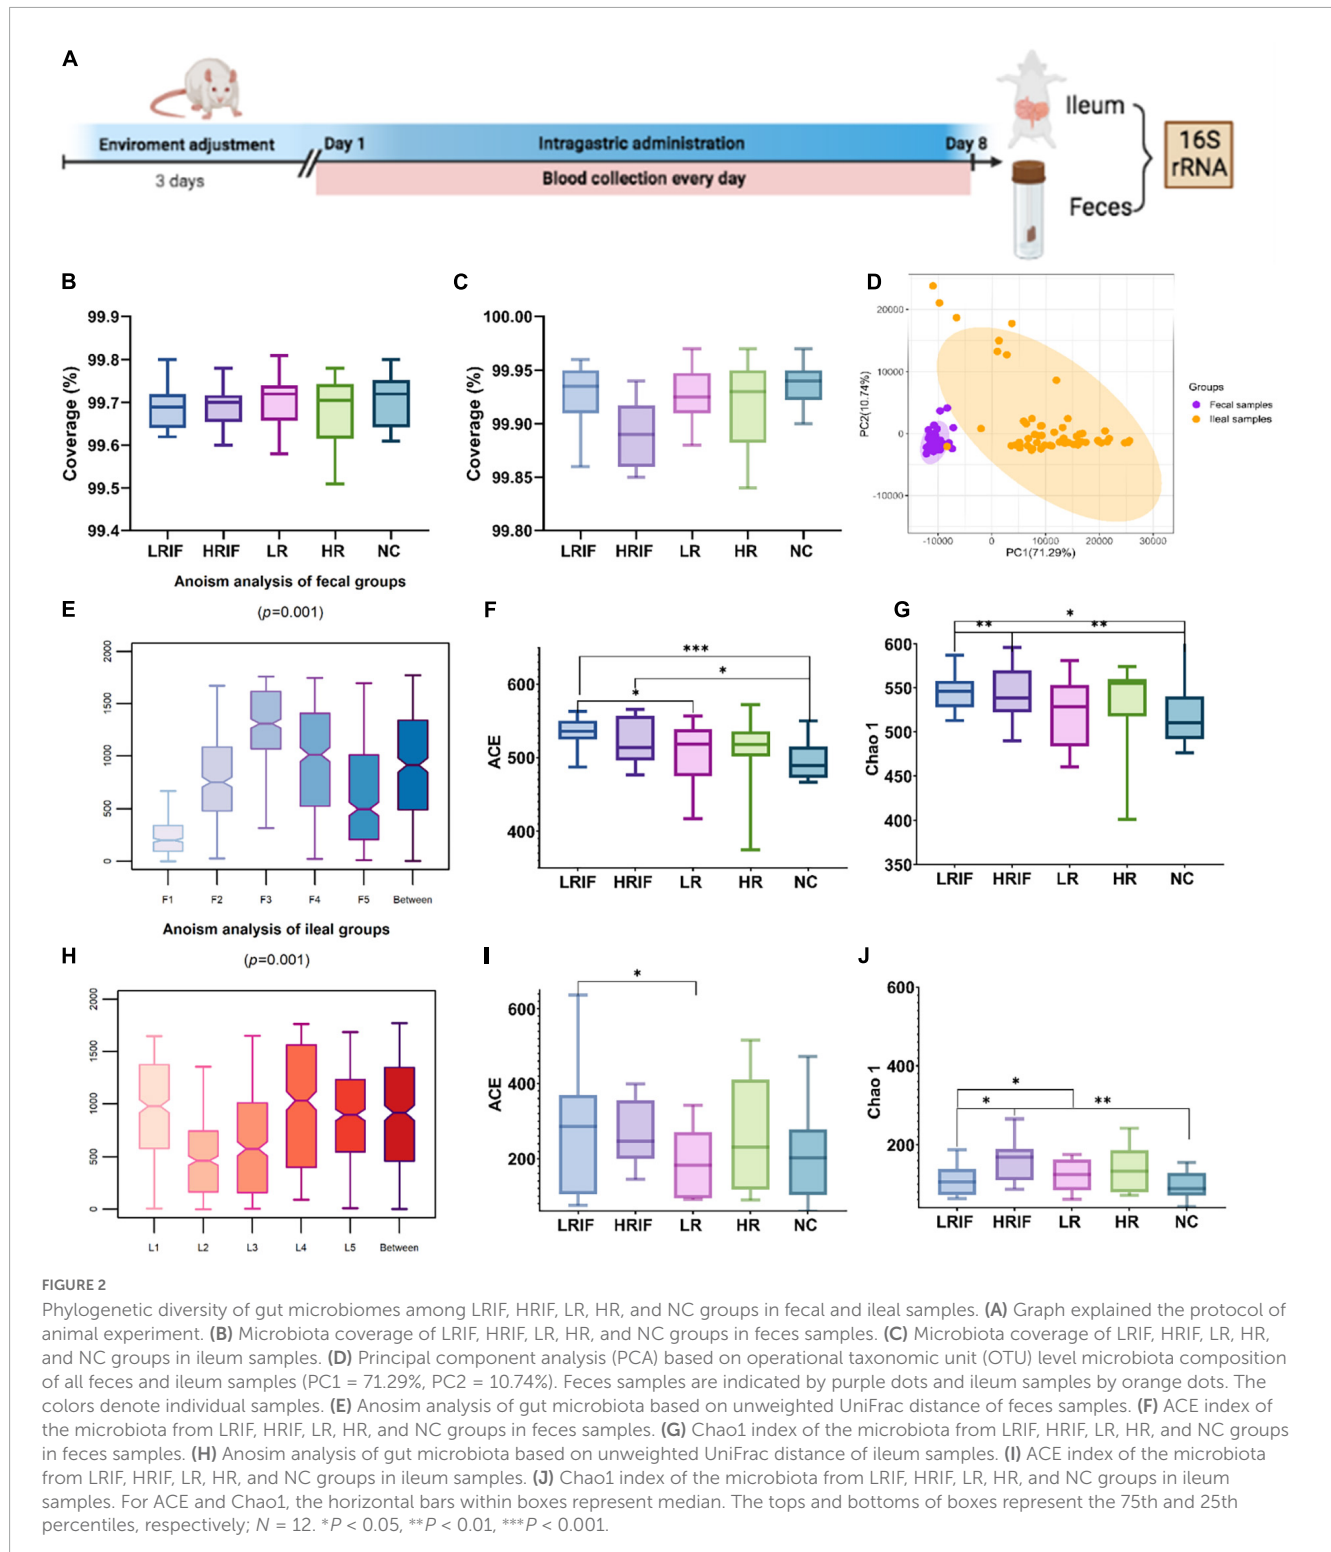 A
Enviroment adjustment
Day 1
Intragastric administration
Day 8
3 days
Blood collection every day
Ileum
Feces
16S
rRNA
B
Coverage (%)
99.9
99.8
99.7
99.6
99.5
99.4
LRIF HRIF LR HR NC
C
Coverage (%)
100.00
99.95
99.90
99.85
99.80
LRIF HRIF LR HR NC
D
PC2(10.74%)
20000
10000
0
-10000
-10000 0 10000 20000 30000
PC1(71.29%)
Groups
Fecal samples
Ileal samples
Anoism analysis of fecal groups
E
(p=0.001)
2000
1500
1000
500
0
F1 F2 F3 F4 F5 Between
F
ACE
600
500
400
***
*
*
LRIF HRIF LR HR NC
G
Chao 1
600
550
500
450
400
350
*
** **
LRIF HRIF LR HR NC
Anoism analysis of ileal groups
H
(p=0.001)
2000
1500
1000
500
0
L1 L2 L3 L4 L5 Between
I
ACE
600
400
200
*
LRIF HRIF LR HR NC
J
Chao 1
600
400
200
*
* **
LRIF HRIF LR HR NC
FIGURE 2
Phylogenetic diversity of gut microbiomes among LRIF, HRIF, LR, HR, and NC groups in fecal and ileal samples. (A) Graph explained the protocol of
animal experiment. (B) Microbiota coverage of LRIF, HRIF, LR, HR, and NC groups in feces samples. (C) Microbiota coverage of LRIF, HRIF, LR, HR,
and NC groups in ileum samples. (D) Principal component analysis (PCA) based on operational taxonomic unit (OTU) level microbiota composition
of all feces and ileum samples (PC1 = 71.29%, PC2 = 10.74%). Feces samples are indicated by purple dots and ileum samples by orange dots. The
colors denote individual samples. (E) Anosim analysis of gut microbiota based on unweighted UniFrac distance of feces samples. (F) ACE index of
the microbiota from LRIF, HRIF, LR, HR, and NC groups in feces samples. (G) Chao1 index of the microbiota from LRIF, HRIF, LR, HR, and NC groups
in feces samples. (H) Anosim analysis of gut microbiota based on unweighted UniFrac distance of ileum samples. (I) ACE index of the microbiota
from LRIF, HRIF, LR, HR, and NC groups in ileum samples. (J) Chao1 index of the microbiota from LRIF, HRIF, LR, HR, and NC groups in ileum
samples. For ACE and Chao1, the horizontal bars within boxes represent median. The tops and bottoms of boxes represent the 75th and 25th
percentiles, respectively; N = 12. *P < 0.05, **P < 0.01, ***P < 0.001.